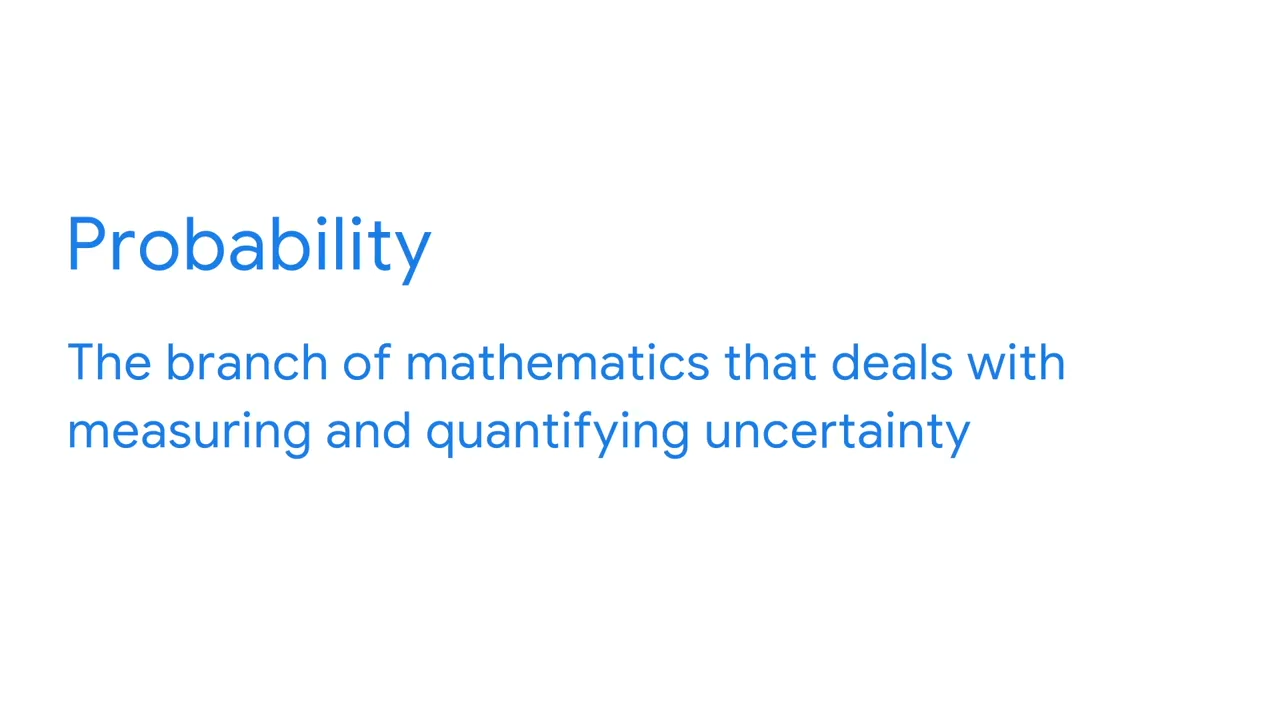 Probability
The branch of mathematics that deals with
measuring and quantifying uncertainty